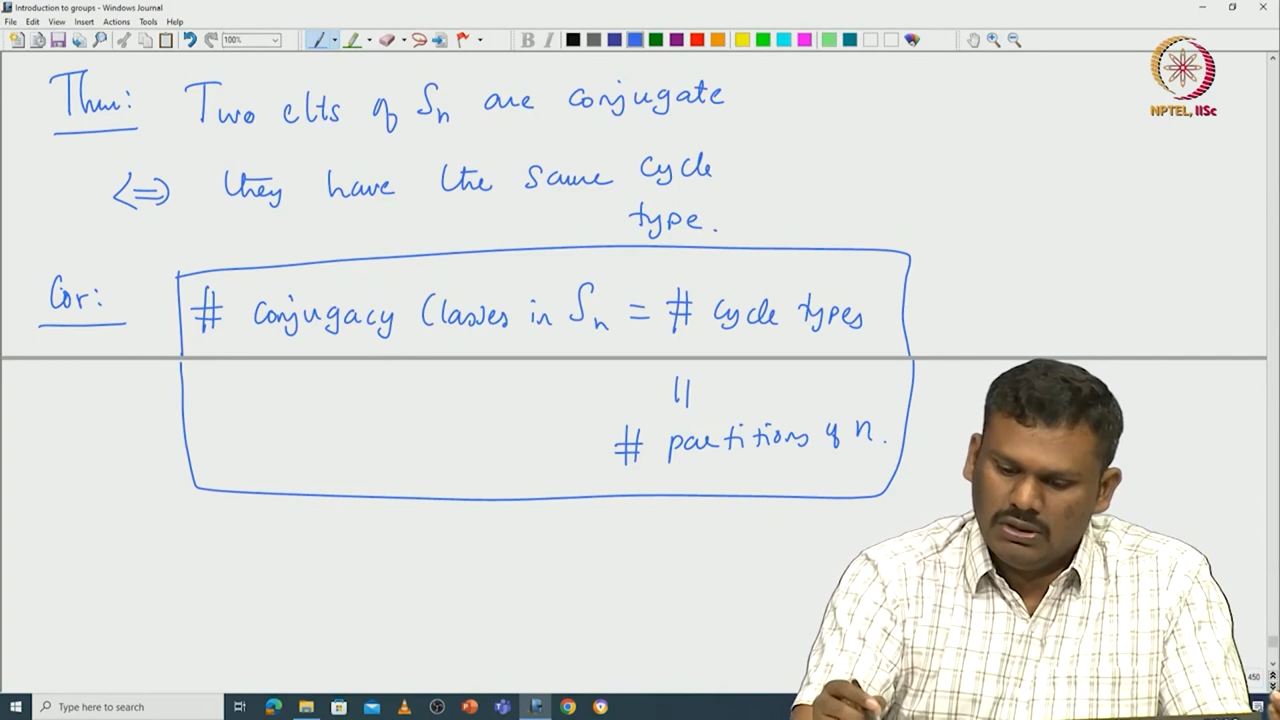 Introduction to groups - Windows Journal
File Edit View Insert Actions Tools Help
100%
B I
NPTEL, IISc
Thm: Two elts of Sn are conjugate
<=> they have the same cycle
type.
Cor: # Conjugacy Classes in Sn = # cycle types
||
# partitions of n.
450
Type here to search